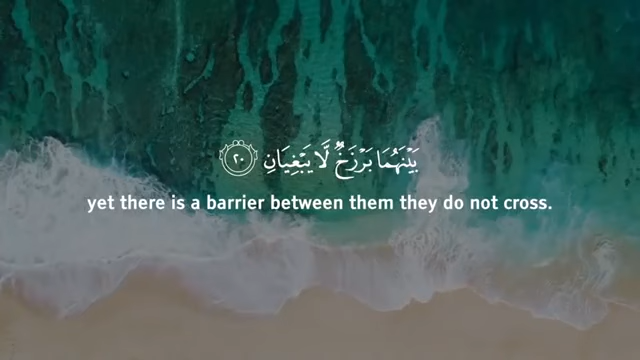 بَيْنَهُمَا بَرْزَخٌ لَّا يَبْغِيَانِ ٢٠
yet there is a barrier between them they do not cross.